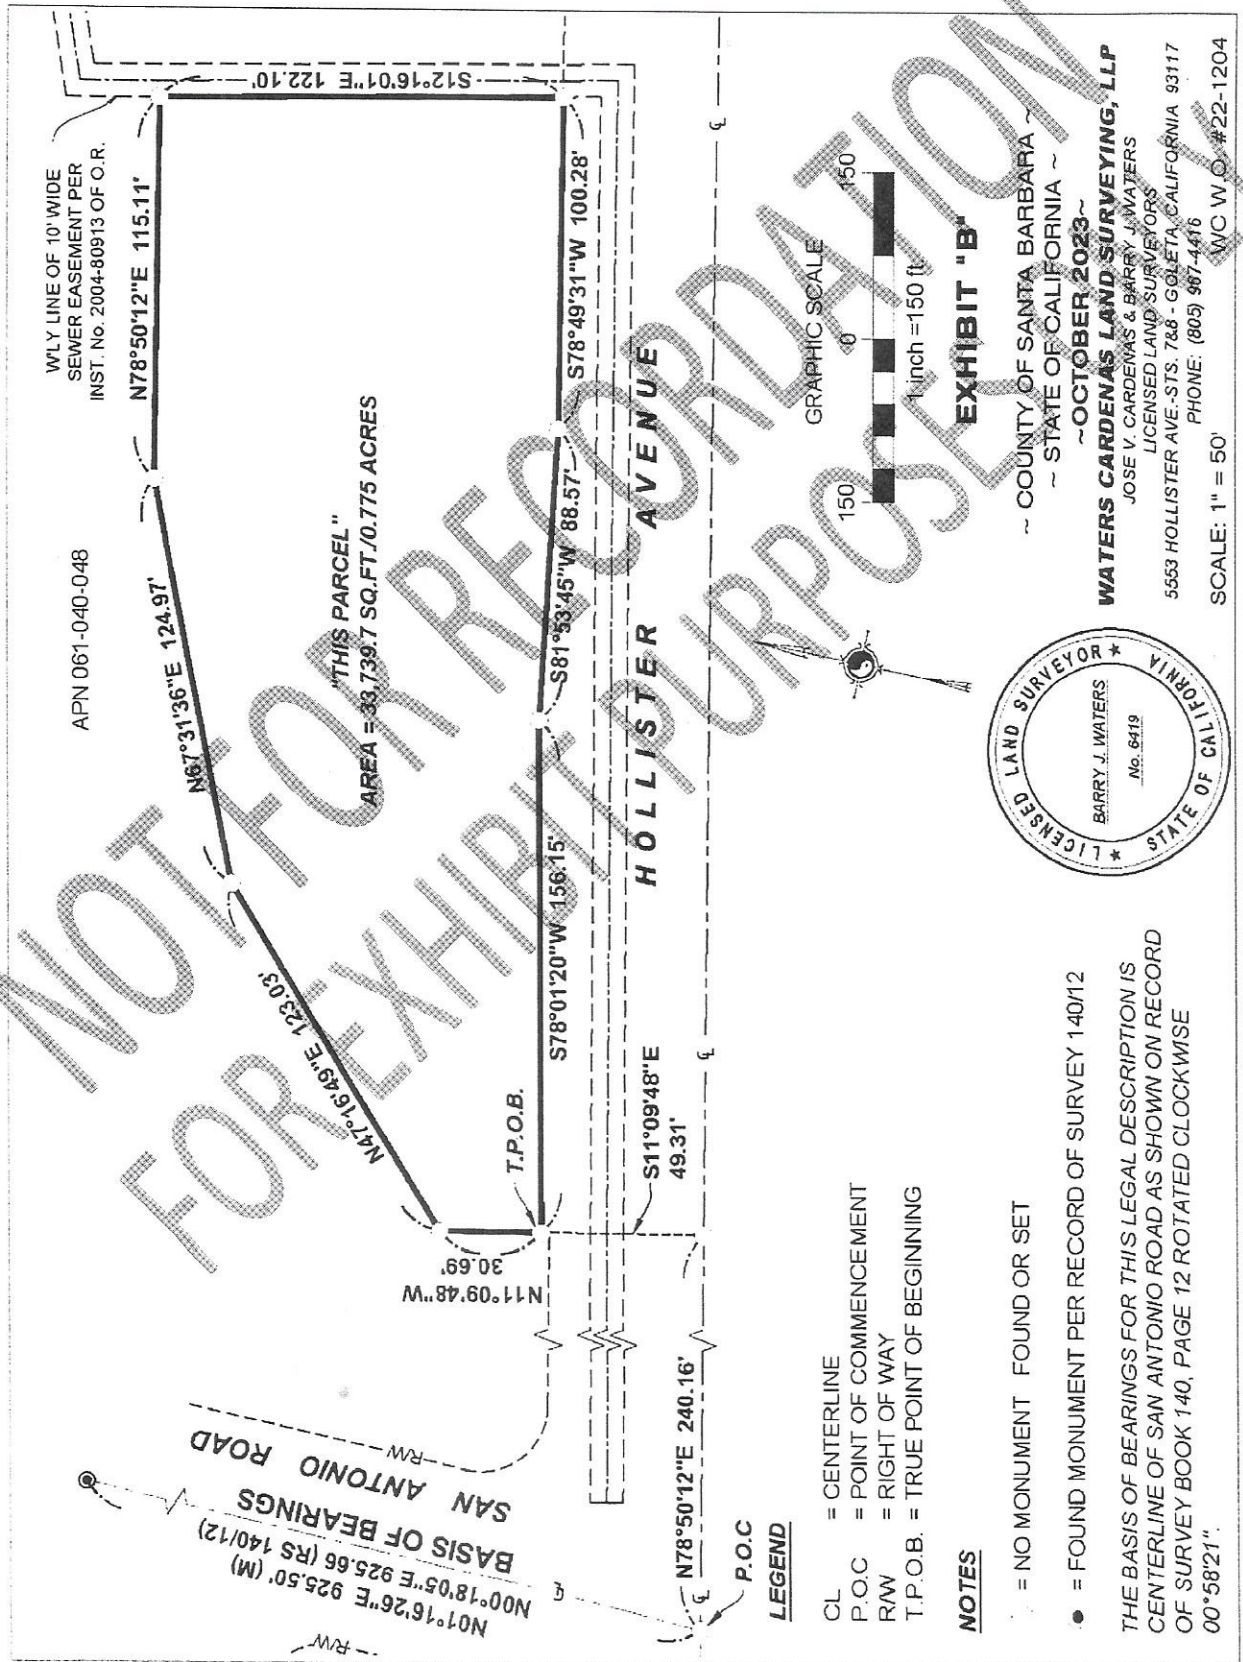 W'LY LINE OF 10' WIDE
SEWER EASEMENT PER
INST. No. 2004-80913 OF O.R.
APN 061-040-048
N78°50'12"E 115.11'
S12°16'01"E 122.10'
N67°31'36"E 124.97'
N47°16'49"E 123.03'
"THIS PARCEL"
AREA = 33,739.7 SQ.FT./0.775 ACRES
S78°49'31"W 100.28'
S81°53'45"W 88.57'
S78°01'20"W 156.15'
T.P.O.B.
N11°09'48"W
30.69'
S11°09'48"E
49.31'
HOLLISTER AVENUE
R/W
SAN ANTONIO ROAD
BASIS OF BEARINGS
N00°18'05"E 925.66 (RS 140/12)
N01°16'26"E 925.50' (M)
R/W
N78°50'12"E 240.16'
P.O.C
NOT FOR RECORDATION
FOR EXHIBIT PURPOSES ONLY
LEGEND
CL = CENTERLINE
P.O.C = POINT OF COMMENCEMENT
R/W = RIGHT OF WAY
T.P.O.B. = TRUE POINT OF BEGINNING
NOTES
= NO MONUMENT FOUND OR SET
= FOUND MONUMENT PER RECORD OF SURVEY 140/12
THE BASIS OF BEARINGS FOR THIS LEGAL DESCRIPTION IS
CENTERLINE OF SAN ANTONIO ROAD AS SHOWN ON RECORD
OF SURVEY BOOK 140, PAGE 12 ROTATED CLOCKWISE
00°58'21".
LICENSED LAND SURVEYOR
BARRY J. WATERS
No. 6419
STATE OF CALIFORNIA
GRAPHIC SCALE
150 0 150
1 inch =150 ft.
EXHIBIT "B"
~ COUNTY OF SANTA BARBARA ~
~ STATE OF CALIFORNIA ~
~OCTOBER 2023~
WATERS CARDENAS LAND SURVEYING, LLP
JOSE V. CARDENAS & BARRY J. WATERS
LICENSED LAND SURVEYORS
5553 HOLLISTER AVE.-STS. 7&8 - GOLETA, CALIFORNIA 93117
PHONE: (805) 967-4416
SCALE: 1" = 50' WC W.O. #22-1204